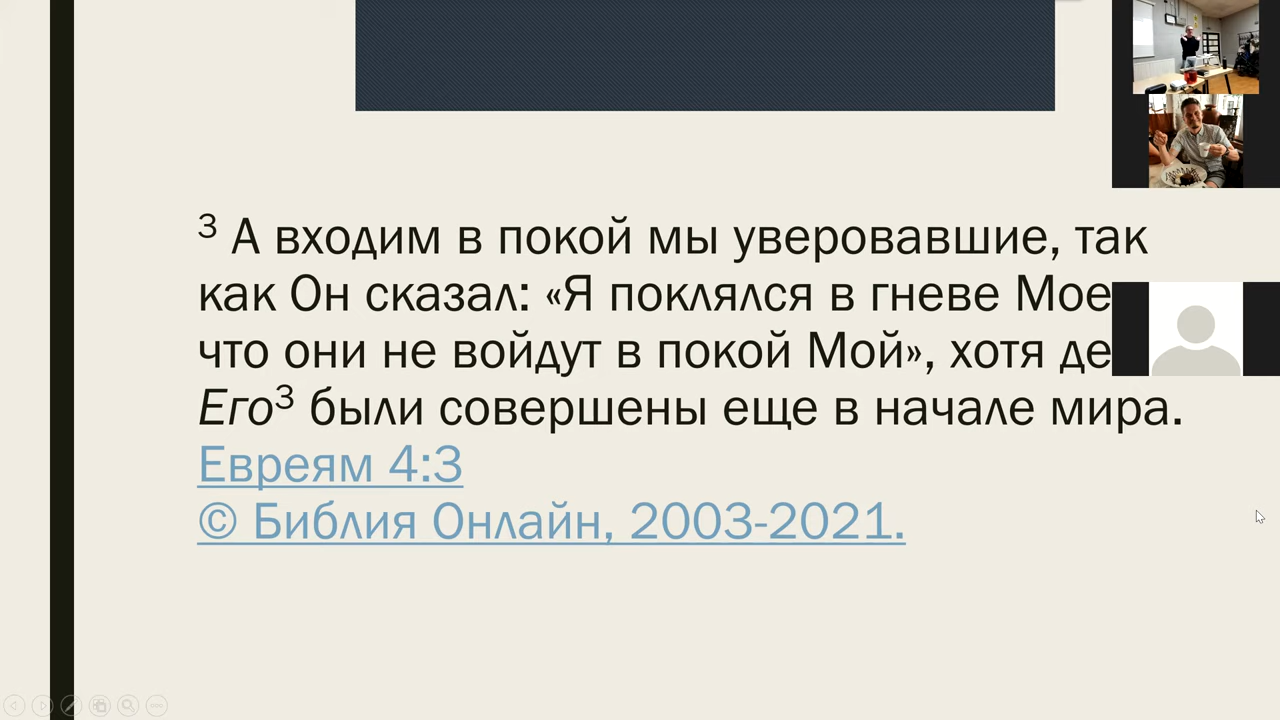 ³ А входим в покой мы уверовавшие, так
как Он сказал: «Я поклялся в гневе Мое
что они не войдут в покой Мой», хотя де
Его³ были совершены еще в начале мира.
Евреям 4:3
© Библия Онлайн, 2003-2021.